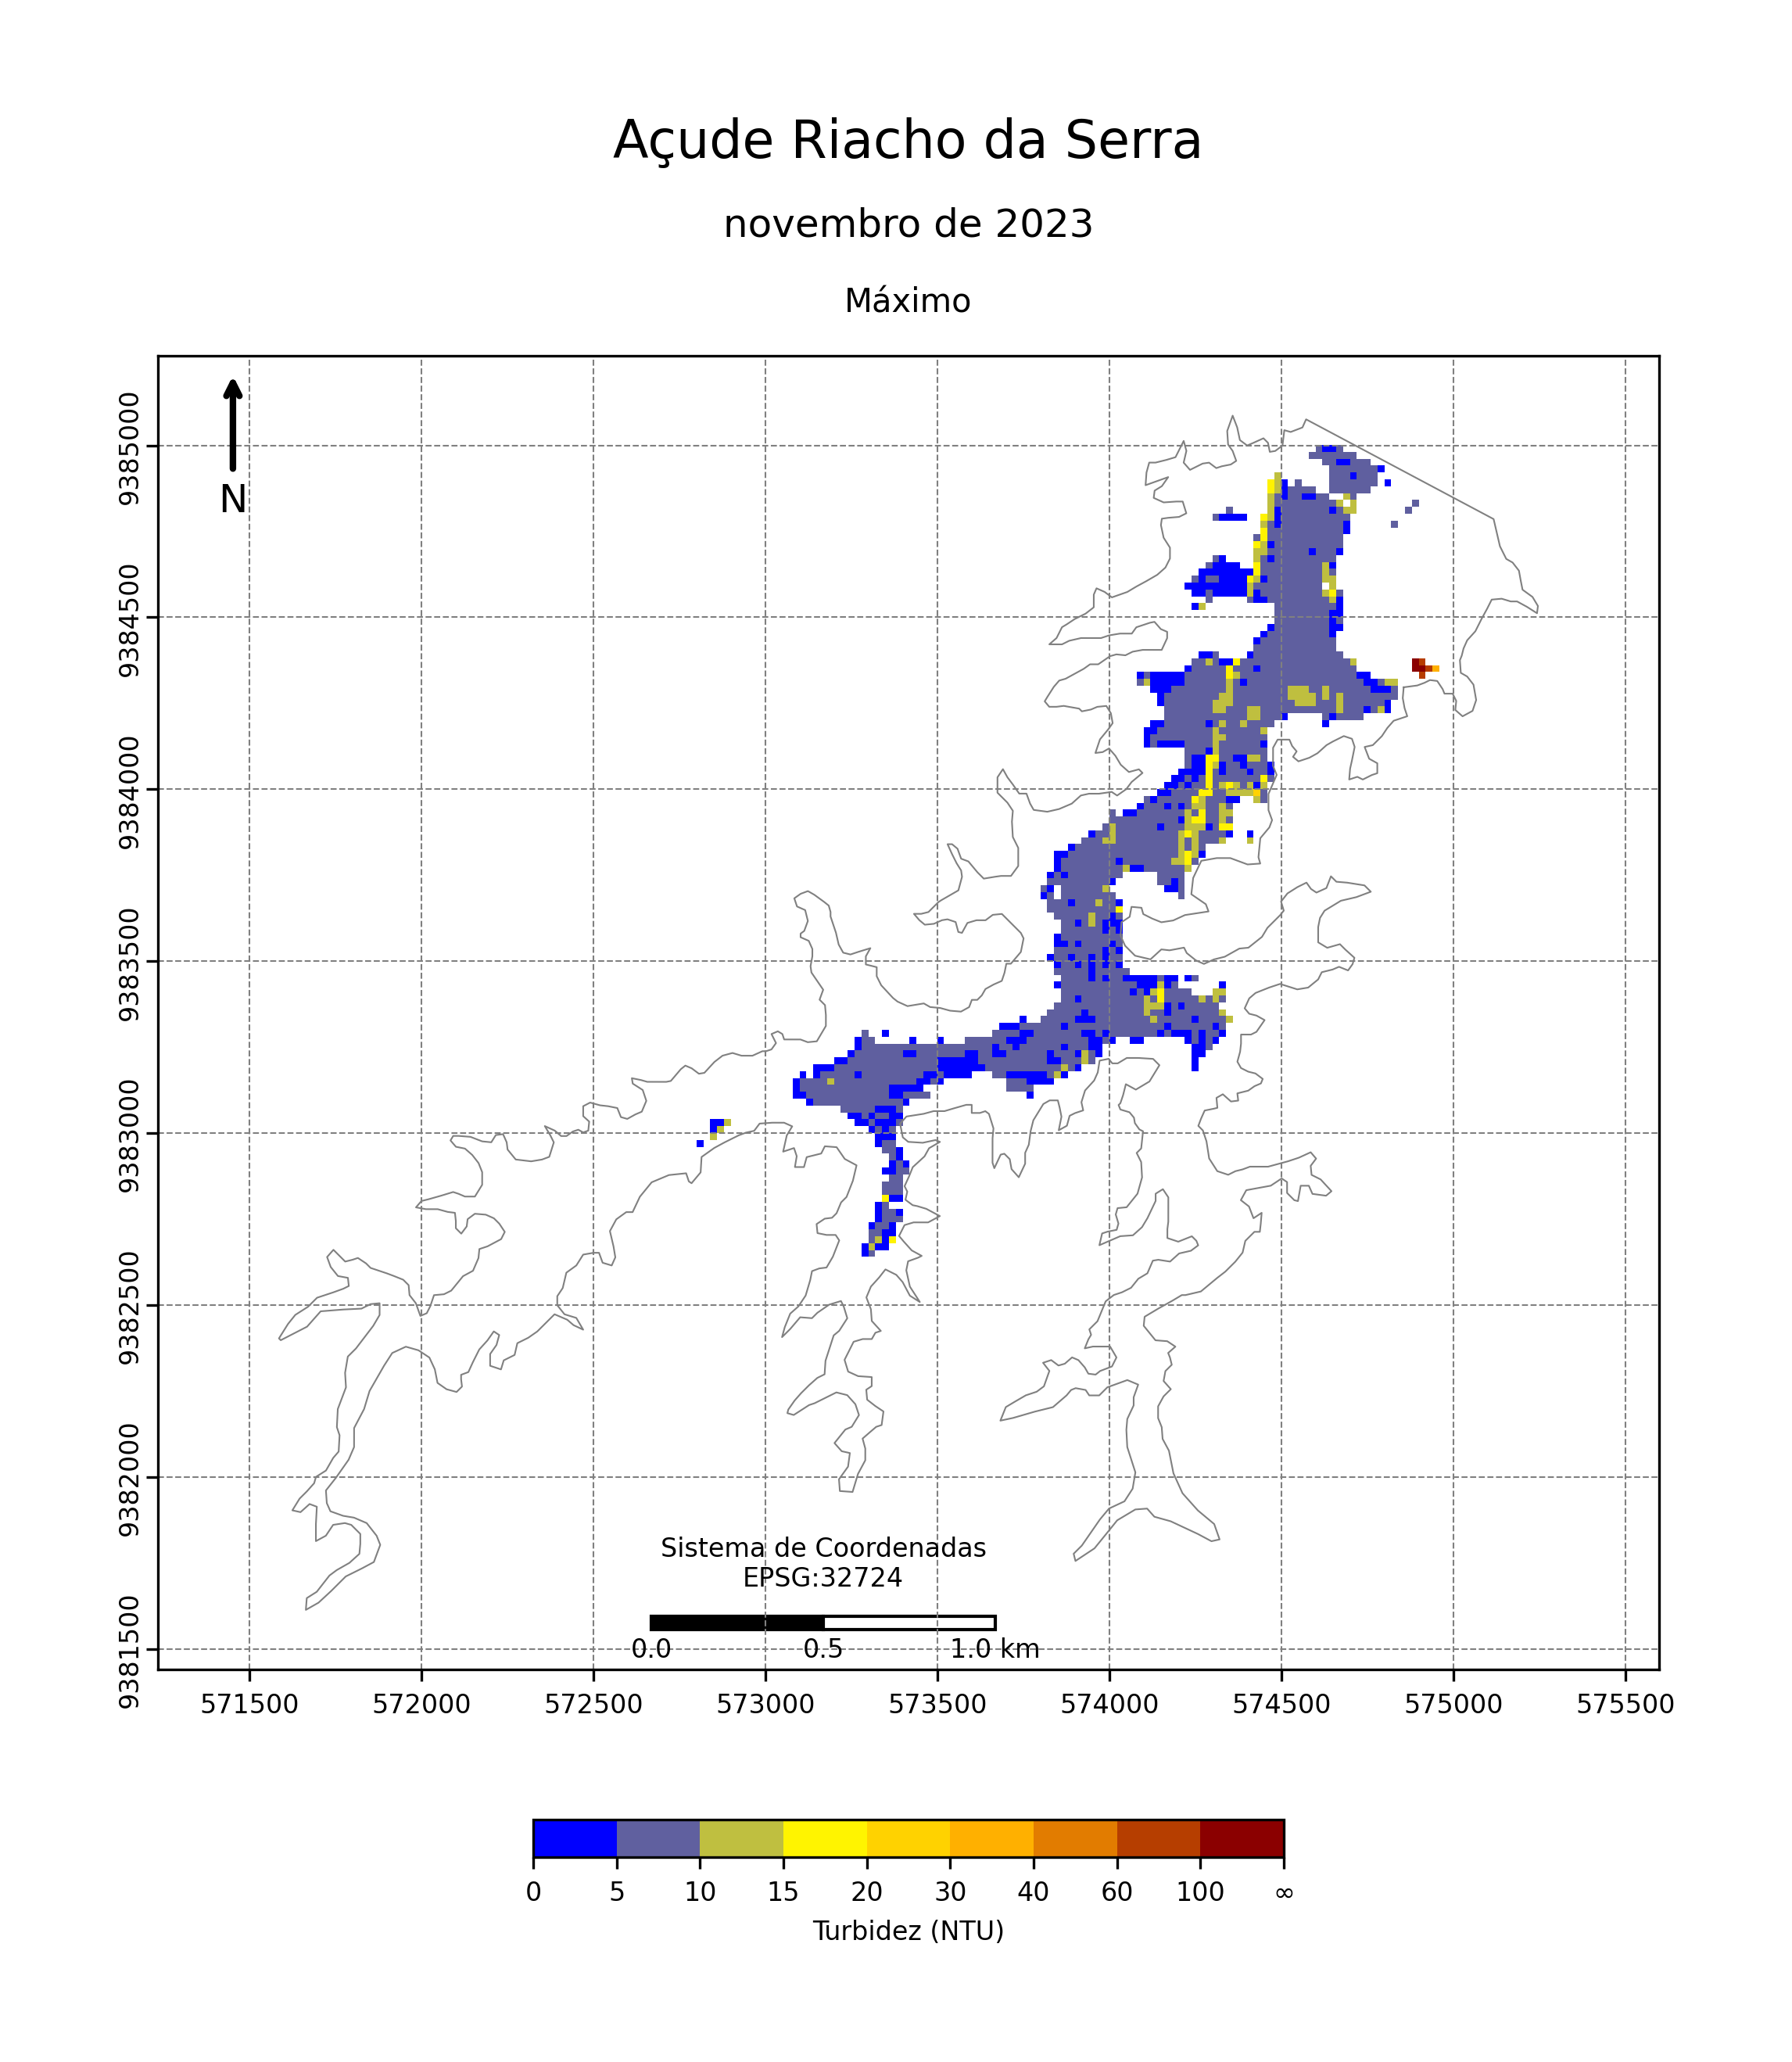 Açude Riacho da Serra
novembro de 2023
Máximo
N
9385000
9384500
9384000
9383500
9383000
9382500
9382000
9381500
Sistema de Coordenadas
EPSG:32724
0.0 0.5 1.0 km
571500 572000 572500 573000 573500 574000 574500 575000 575500
0 5 10 15 20 30 40 60 100 ∞
Turbidez (NTU)